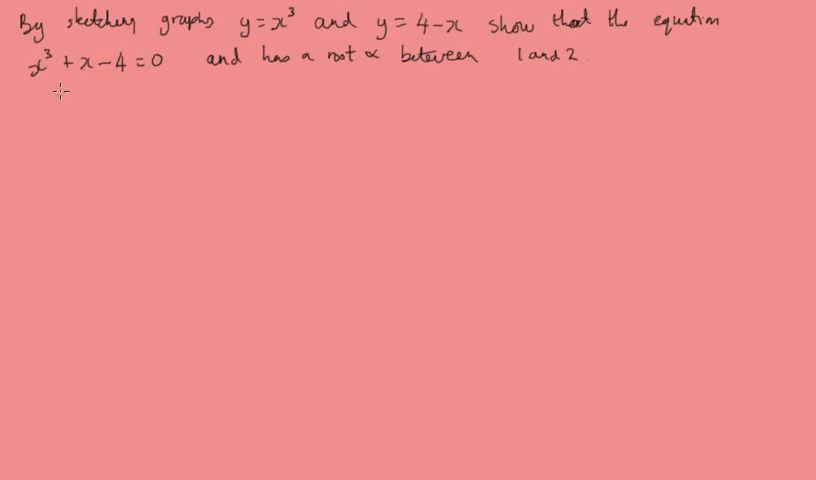 By sketching graphs y = x³ and y = 4 - x show that the equation
x³ + x - 4 = 0 and has a root α between 1 and 2.